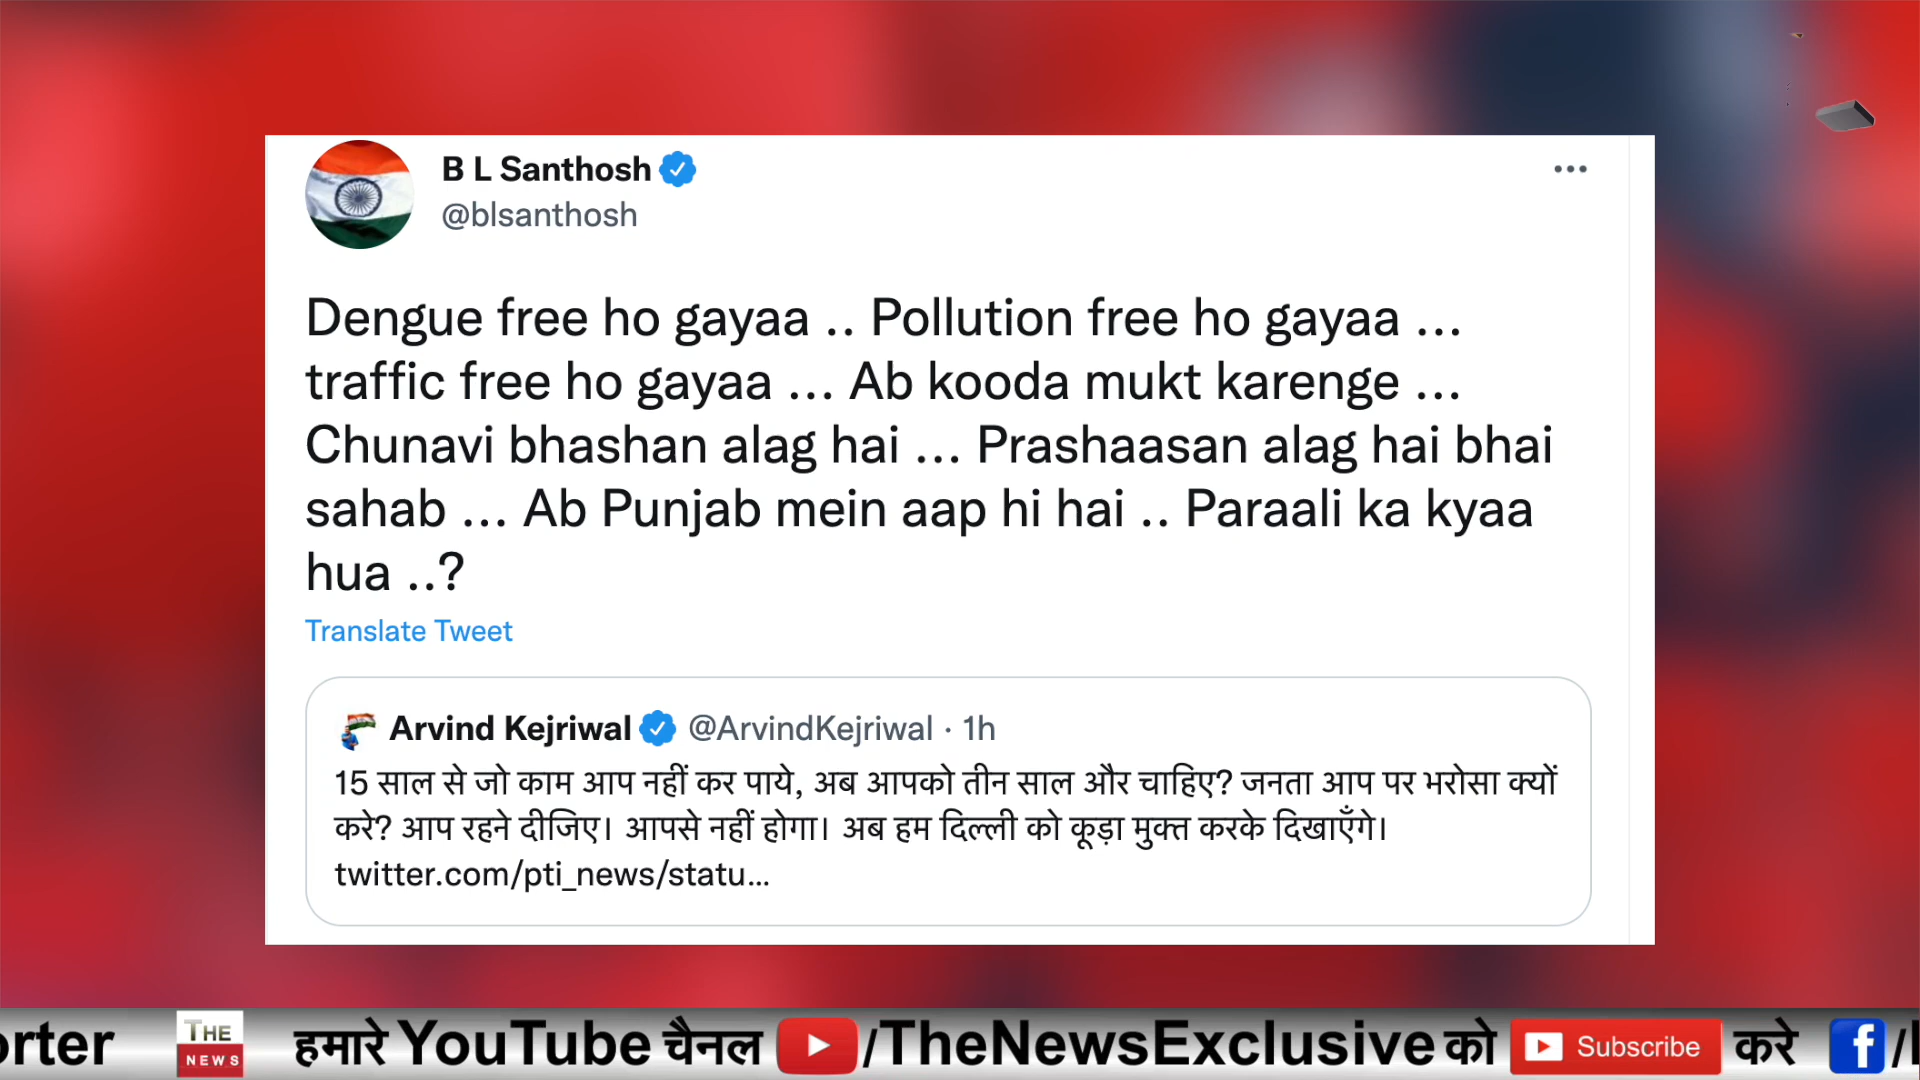 B L Santhosh
@blsanthosh
Dengue free ho gayaa .. Pollution free ho gayaa ...
traffic free ho gayaa ... Ab kooda mukt karenge ...
Chunavi bhashan alag hai ... Prashaasan alag hai bhai
sahab ... Ab Punjab mein aap hi hai .. Paraali ka kyaa
hua ..?
Translate Tweet
Arvind Kejriwal @ArvindKejriwal · 1h
15 साल से जो काम आप नहीं कर पाये, अब आपको तीन साल और चाहिए? जनता आप पर भरोसा क्यों
करे? आप रहने दीजिए। आपसे नहीं होगा। अब हम दिल्ली को कूड़ा मुक्त करके दिखाएँगे।
twitter.com/pti_news/statu...
orter THE NEWS हमारे YouTube चैनल /TheNewsExclusive को Subscribe करे f /